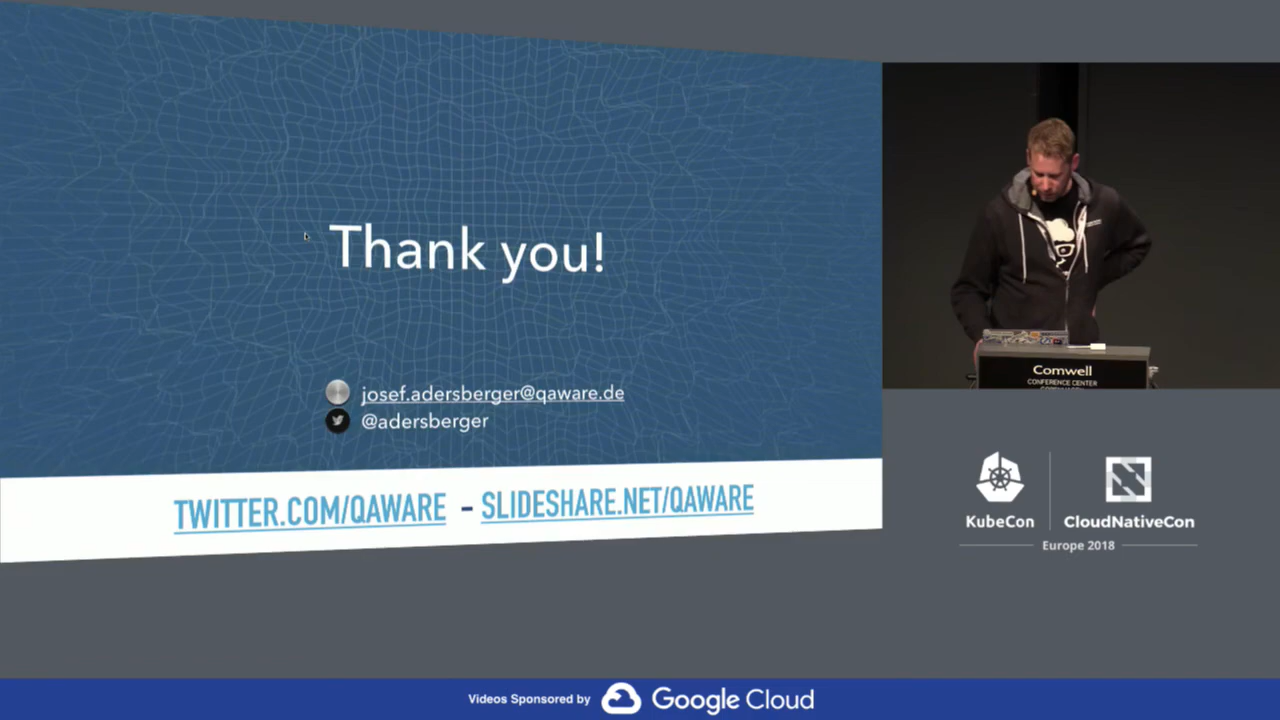 Thank you!
josef.adersberger@qaware.de
@adersberger
TWITTER.COM/QAWARE – SLIDESHARE.NET/QAWARE
Comwell
CONFERENCE CENTER
KubeCon
CloudNativeCon
Europe 2018
Videos Sponsored by Google Cloud